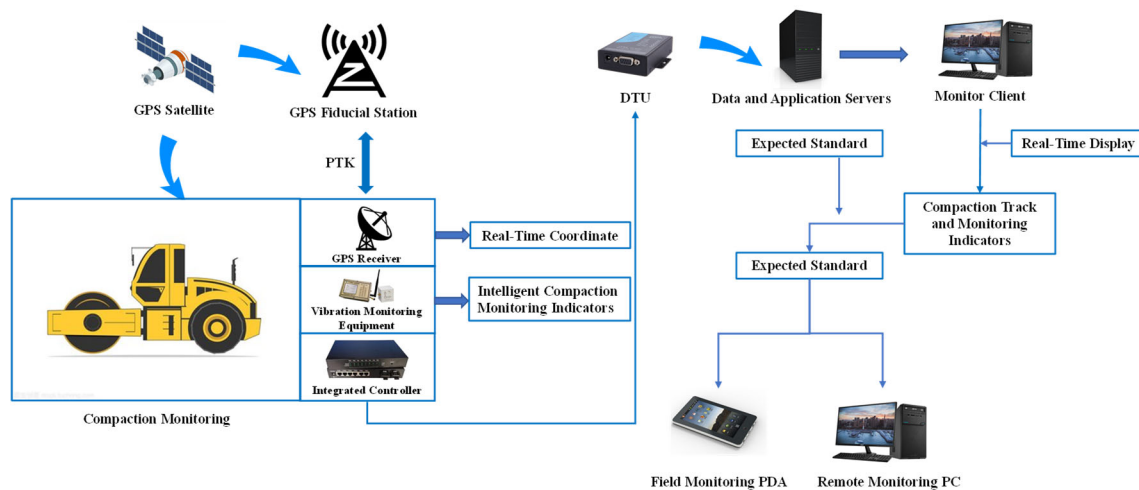 GPS Satellite
GPS Fiducial Station
DTU
Data and Application Servers
Monitor Client
PTK
Expected Standard
Real-Time Display
GPS Receiver
Real-Time Coordinate
Compaction Track
and Monitoring
Indicators
Expected Standard
Vibration Monitoring
Equipment
Intelligent Compaction
Monitoring Indicators
Integrated Controller
Compaction Monitoring
Field Monitoring PDA
Remote Monitoring PC